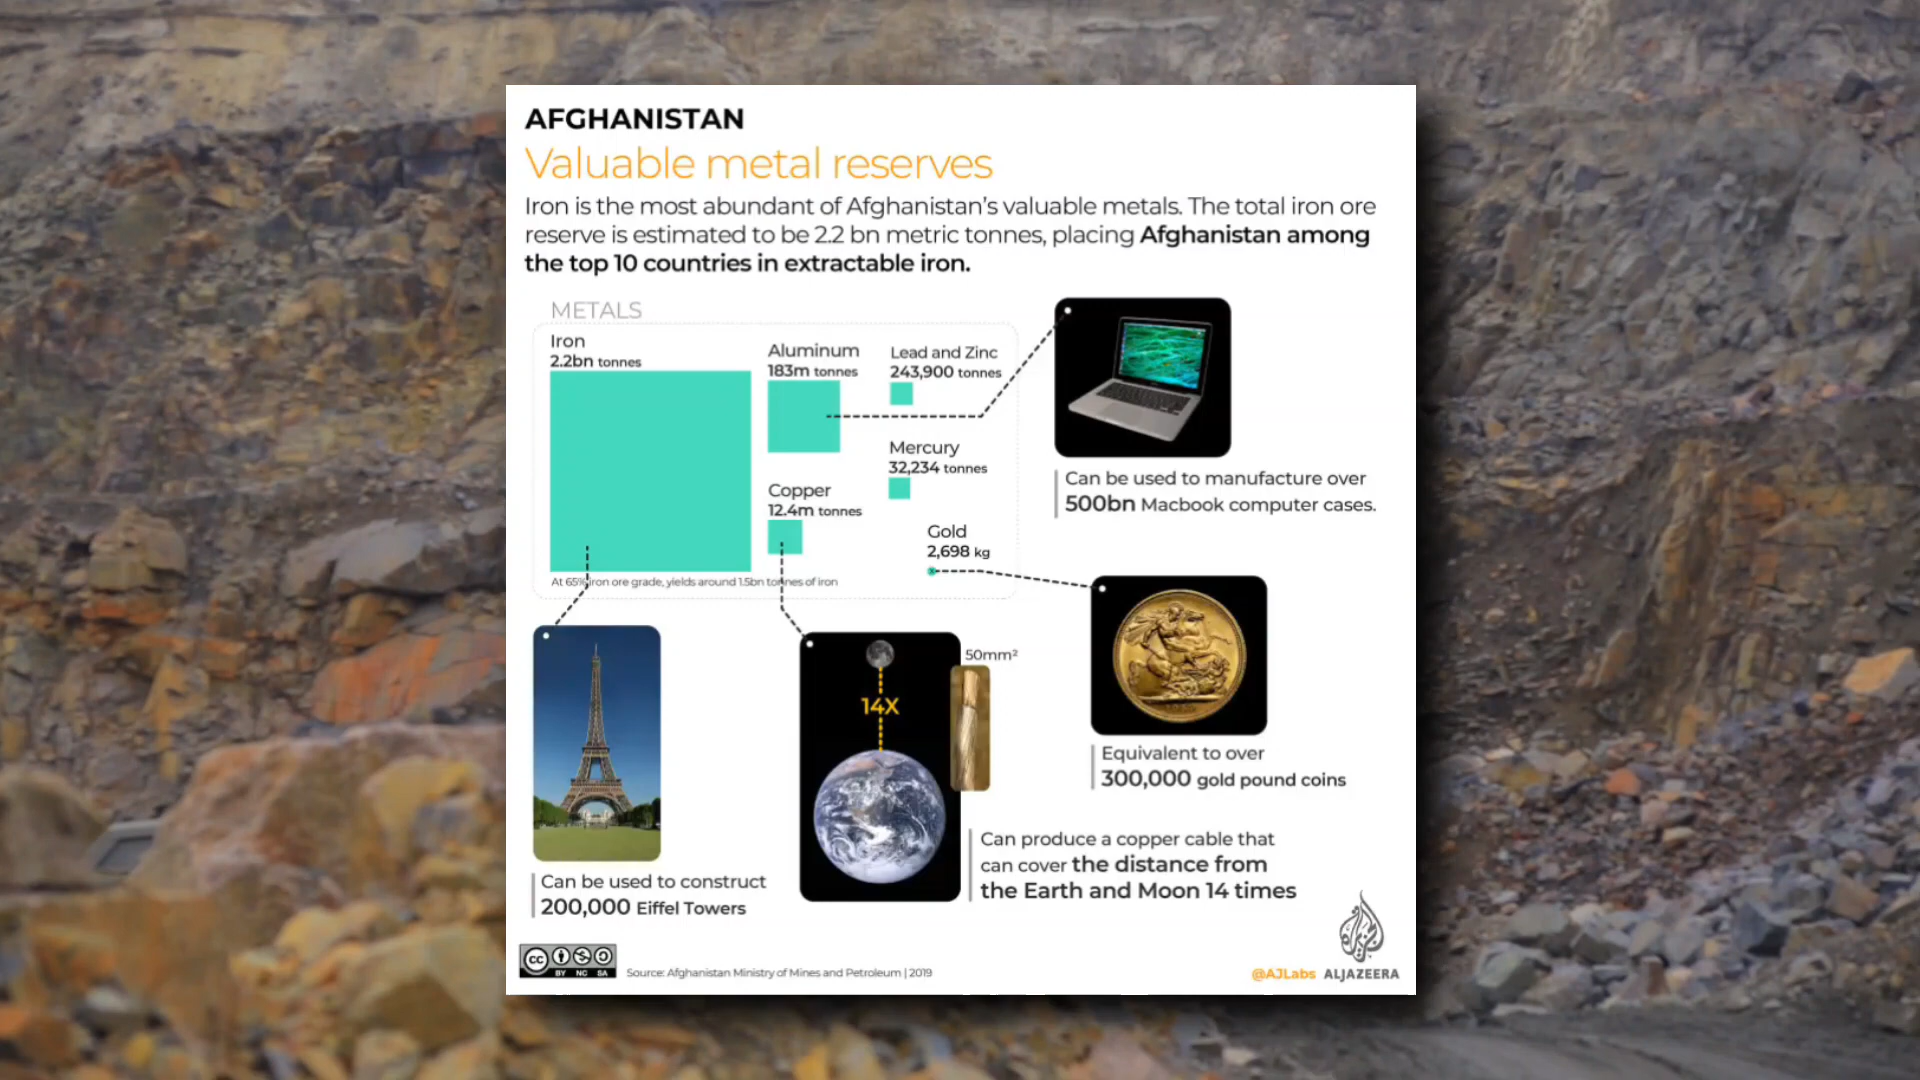 AFGHANISTAN
Valuable metal reserves
Iron is the most abundant of Afghanistan's valuable metals. The total iron ore
reserve is estimated to be 2.2 bn metric tonnes, placing Afghanistan among
the top 10 countries in extractable iron.
METALS
Iron
2.2bn tonnes
Aluminum
183m tonnes
Lead and Zinc
243,900 tonnes
Mercury
32,234 tonnes
Copper
12.4m tonnes
Gold
2,698 kg
At 65% iron ore grade, yields around 1.5bn tonnes of iron
Can be used to manufacture over
500bn Macbook computer cases.
50mm²
14X
Equivalent to over
300,000 gold pound coins
Can produce a copper cable that
can cover the distance from
the Earth and Moon 14 times
Can be used to construct
200,000 Eiffel Towers
cc BY NC SA
Source: Afghanistan Ministry of Mines and Petroleum | 2019
@AJLabs ALJAZEERA